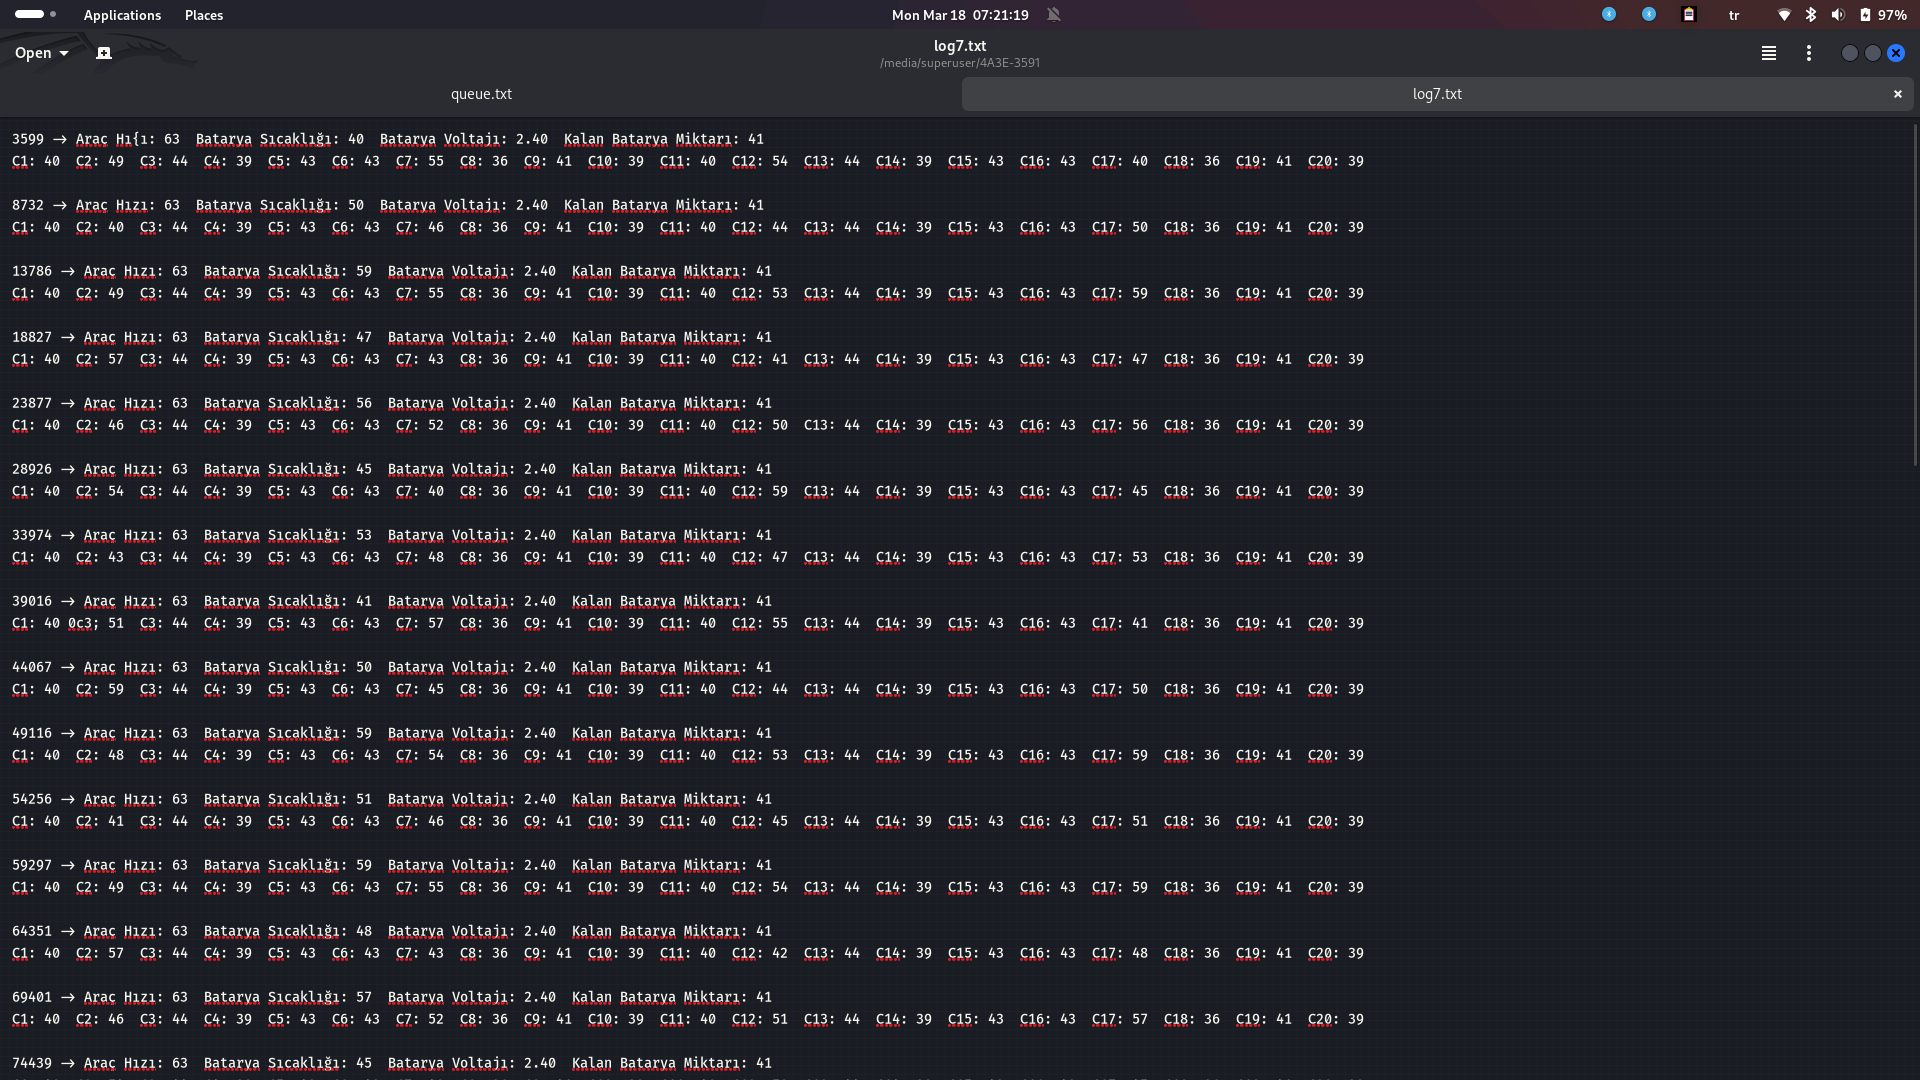 Applications Places Mon Mar 18 07:21:19 tr 97%
Open log7.txt
/media/superuser/4A3E-3591
queue.txt log7.txt
3599 → Araç Hı{ı: 63 Batarya Sıcaklığı: 40 Batarya Voltajı: 2.40 Kalan Batarya Miktarı: 41
C1: 40 C2: 49 C3: 44 C4: 39 C5: 43 C6: 43 C7: 55 C8: 36 C9: 41 C10: 39 C11: 40 C12: 54 C13: 44 C14: 39 C15: 43 C16: 43 C17: 40 C18: 36 C19: 41 C20: 39
8732 → Araç Hızı: 63 Batarya Sıcaklığı: 50 Batarya Voltajı: 2.40 Kalan Batarya Miktarı: 41
C1: 40 C2: 40 C3: 44 C4: 39 C5: 43 C6: 43 C7: 46 C8: 36 C9: 41 C10: 39 C11: 40 C12: 44 C13: 44 C14: 39 C15: 43 C16: 43 C17: 50 C18: 36 C19: 41 C20: 39
13786 → Araç Hızı: 63 Batarya Sıcaklığı: 59 Batarya Voltajı: 2.40 Kalan Batarya Miktarı: 41
C1: 40 C2: 49 C3: 44 C4: 39 C5: 43 C6: 43 C7: 55 C8: 36 C9: 41 C10: 39 C11: 40 C12: 53 C13: 44 C14: 39 C15: 43 C16: 43 C17: 59 C18: 36 C19: 41 C20: 39
18827 → Araç Hızı: 63 Batarya Sıcaklığı: 47 Batarya Voltajı: 2.40 Kalan Batarya Miktarı: 41
C1: 40 C2: 57 C3: 44 C4: 39 C5: 43 C6: 43 C7: 43 C8: 36 C9: 41 C10: 39 C11: 40 C12: 41 C13: 44 C14: 39 C15: 43 C16: 43 C17: 47 C18: 36 C19: 41 C20: 39
23877 → Araç Hızı: 63 Batarya Sıcaklığı: 56 Batarya Voltajı: 2.40 Kalan Batarya Miktarı: 41
C1: 40 C2: 46 C3: 44 C4: 39 C5: 43 C6: 43 C7: 52 C8: 36 C9: 41 C10: 39 C11: 40 C12: 50 C13: 44 C14: 39 C15: 43 C16: 43 C17: 56 C18: 36 C19: 41 C20: 39
28926 → Araç Hızı: 63 Batarya Sıcaklığı: 45 Batarya Voltajı: 2.40 Kalan Batarya Miktarı: 41
C1: 40 C2: 54 C3: 44 C4: 39 C5: 43 C6: 43 C7: 40 C8: 36 C9: 41 C10: 39 C11: 40 C12: 59 C13: 44 C14: 39 C15: 43 C16: 43 C17: 45 C18: 36 C19: 41 C20: 39
33974 → Araç Hızı: 63 Batarya Sıcaklığı: 53 Batarya Voltajı: 2.40 Kalan Batarya Miktarı: 41
C1: 40 C2: 43 C3: 44 C4: 39 C5: 43 C6: 43 C7: 48 C8: 36 C9: 41 C10: 39 C11: 40 C12: 47 C13: 44 C14: 39 C15: 43 C16: 43 C17: 53 C18: 36 C19: 41 C20: 39
39016 → Araç Hızı: 63 Batarya Sıcaklığı: 41 Batarya Voltajı: 2.40 Kalan Batarya Miktarı: 41
C1: 40 0c3; 51 C3: 44 C4: 39 C5: 43 C6: 43 C7: 57 C8: 36 C9: 41 C10: 39 C11: 40 C12: 55 C13: 44 C14: 39 C15: 43 C16: 43 C17: 41 C18: 36 C19: 41 C20: 39
44067 → Araç Hızı: 63 Batarya Sıcaklığı: 50 Batarya Voltajı: 2.40 Kalan Batarya Miktarı: 41
C1: 40 C2: 59 C3: 44 C4: 39 C5: 43 C6: 43 C7: 45 C8: 36 C9: 41 C10: 39 C11: 40 C12: 44 C13: 44 C14: 39 C15: 43 C16: 43 C17: 50 C18: 36 C19: 41 C20: 39
49116 → Araç Hızı: 63 Batarya Sıcaklığı: 59 Batarya Voltajı: 2.40 Kalan Batarya Miktarı: 41
C1: 40 C2: 48 C3: 44 C4: 39 C5: 43 C6: 43 C7: 54 C8: 36 C9: 41 C10: 39 C11: 40 C12: 53 C13: 44 C14: 39 C15: 43 C16: 43 C17: 59 C18: 36 C19: 41 C20: 39
54256 → Araç Hızı: 63 Batarya Sıcaklığı: 51 Batarya Voltajı: 2.40 Kalan Batarya Miktarı: 41
C1: 40 C2: 41 C3: 44 C4: 39 C5: 43 C6: 43 C7: 46 C8: 36 C9: 41 C10: 39 C11: 40 C12: 45 C13: 44 C14: 39 C15: 43 C16: 43 C17: 51 C18: 36 C19: 41 C20: 39
59297 → Araç Hızı: 63 Batarya Sıcaklığı: 59 Batarya Voltajı: 2.40 Kalan Batarya Miktarı: 41
C1: 40 C2: 49 C3: 44 C4: 39 C5: 43 C6: 43 C7: 55 C8: 36 C9: 41 C10: 39 C11: 40 C12: 54 C13: 44 C14: 39 C15: 43 C16: 43 C17: 59 C18: 36 C19: 41 C20: 39
64351 → Araç Hızı: 63 Batarya Sıcaklığı: 48 Batarya Voltajı: 2.40 Kalan Batarya Miktarı: 41
C1: 40 C2: 57 C3: 44 C4: 39 C5: 43 C6: 43 C7: 43 C8: 36 C9: 41 C10: 39 C11: 40 C12: 42 C13: 44 C14: 39 C15: 43 C16: 43 C17: 48 C18: 36 C19: 41 C20: 39
69401 → Araç Hızı: 63 Batarya Sıcaklığı: 57 Batarya Voltajı: 2.40 Kalan Batarya Miktarı: 41
C1: 40 C2: 46 C3: 44 C4: 39 C5: 43 C6: 43 C7: 52 C8: 36 C9: 41 C10: 39 C11: 40 C12: 51 C13: 44 C14: 39 C15: 43 C16: 43 C17: 57 C18: 36 C19: 41 C20: 39
74439 → Araç Hızı: 63 Batarya Sıcaklığı: 45 Batarya Voltajı: 2.40 Kalan Batarya Miktarı: 41